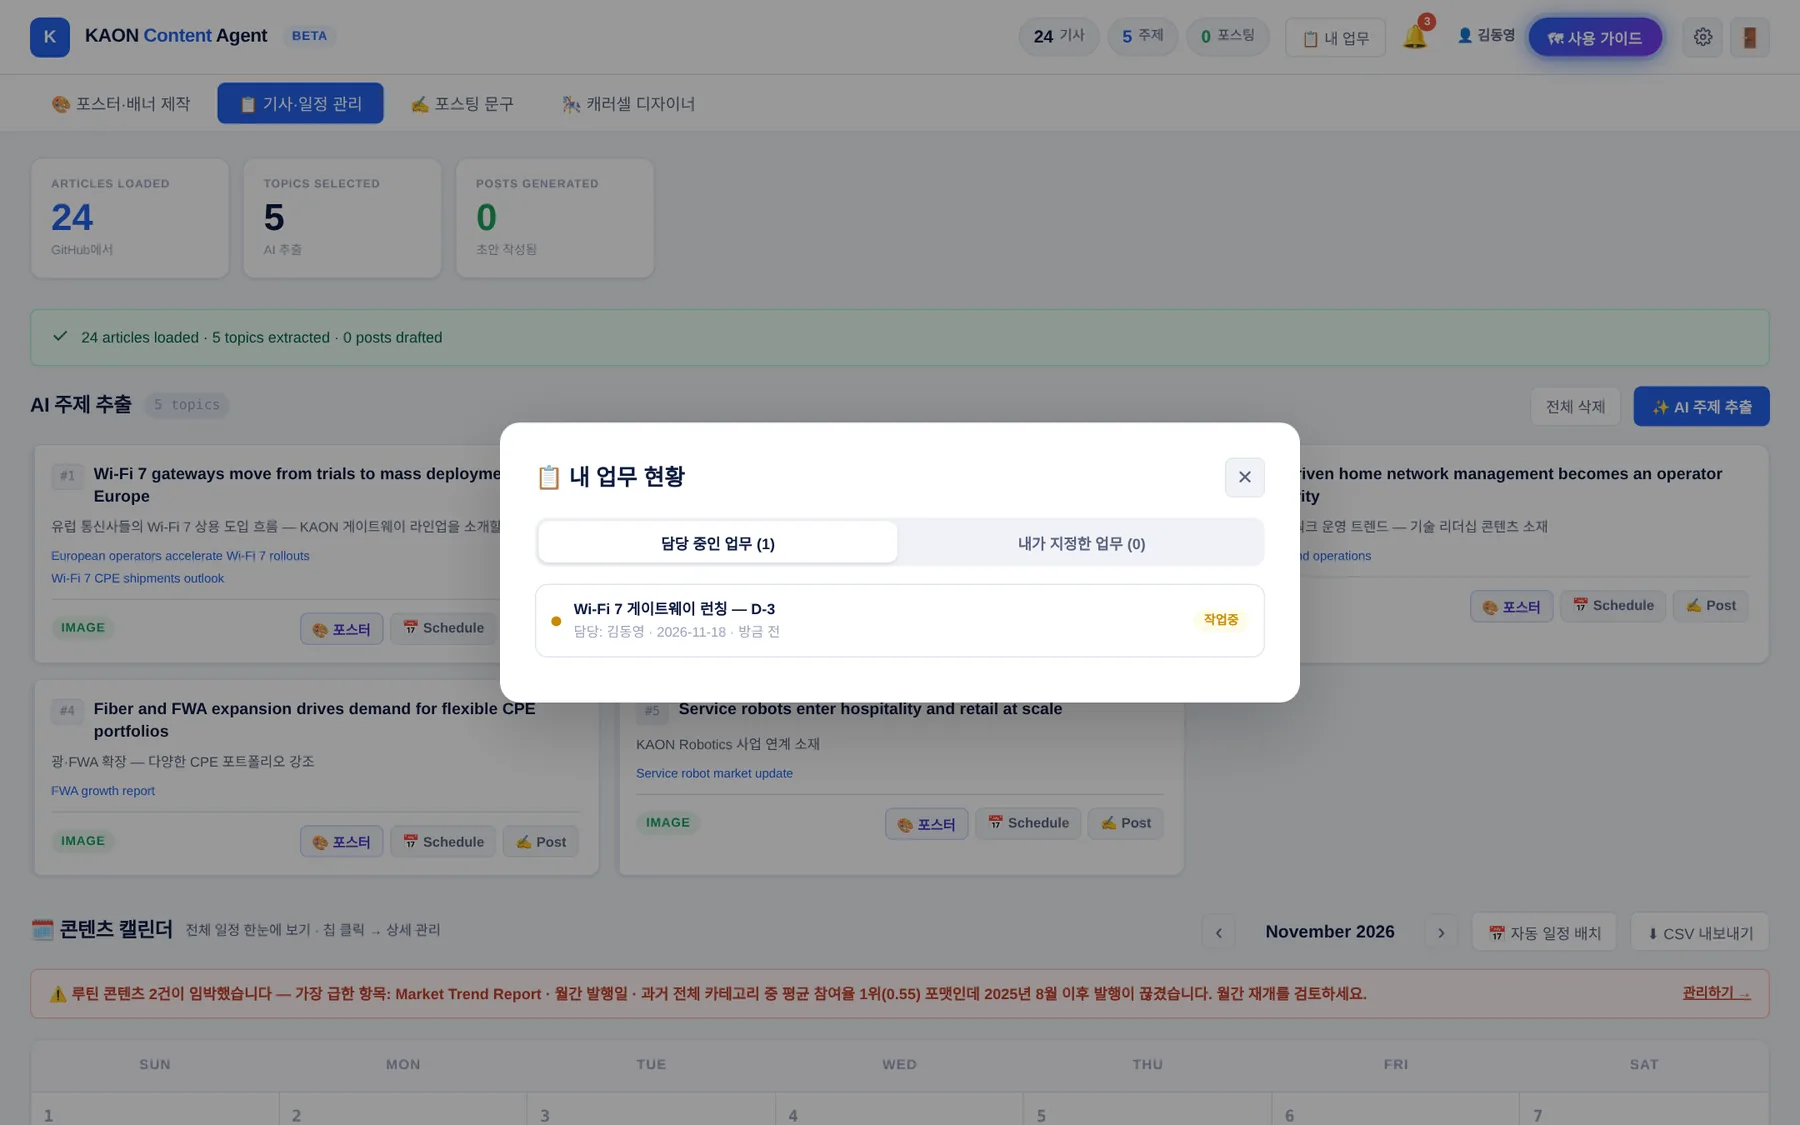 K KAON Content Agent BETA 24 기사 5 주제 0 포스팅 📋 내 업무 🔔 3 👤 김동영 🗺 사용 가이드
🎨 포스터·배너 제작 📋 기사·일정 관리 ✍️ 포스팅 문구 🎠 캐러셀 디자이너
ARTICLES LOADED
24
GitHub에서
TOPICS SELECTED
5
AI 추출
POSTS GENERATED
0
초안 작성됨
24 articles loaded · 5 topics extracted · 0 posts drafted
AI 주제 추출 5 topics 전체 삭제 ✨ AI 주제 추출
#1 Wi-Fi 7 gateways move from trials to mass
Europe
유럽 통신사들의 Wi-Fi 7 상용 도입 흐름 — KAON 게이트웨이 라인업을
European operators accelerate Wi-Fi 7 rollouts
Wi-Fi 7 CPE shipments outlook
IMAGE 🎨 포스터 📅 Schedule
home network management becomes an operator
운영 트렌드 — 기술 리더십 콘텐츠 소재
operations
🎨 포스터 📅 Schedule ✍️ Post
📋 내 업무 현황 ✕
담당 중인 업무 (1) 내가 지정한 업무 (0)
Wi-Fi 7 게이트웨이 런칭 — D-3
담당: 김동영 · 2026-11-18 · 방금 전
작업중
#4 Fiber and FWA expansion drives demand for flexible CPE
portfolios
광·FWA 확장 — 다양한 CPE 포트폴리오 강조
FWA growth report
IMAGE 🎨 포스터 📅 Schedule ✍️ Post
#5 Service robots enter hospitality and retail at scale
KAON Robotics 사업 연계 소재
Service robot market update
IMAGE 🎨 포스터 📅 Schedule ✍️ Post
🗓️ 콘텐츠 캘린더 전체 일정 한눈에 보기 · 칩 클릭 → 상세 관리 ‹ November 2026 › 📅 자동 일정 배치 ⬇ CSV 내보내기
⚠️ 루틴 콘텐츠 2건이 임박했습니다 — 가장 급한 항목: Market Trend Report · 월간 발행일 · 과거 전체 카테고리 중 평균 참여율 1위(0.55) 포맷인데 2025년 8월 이후 발행이 끊겼습니다. 월간 재개를 검토하세요. 관리하기 →
SUN MON TUE WED THU FRI SAT
1 2 3 4 5 6 7